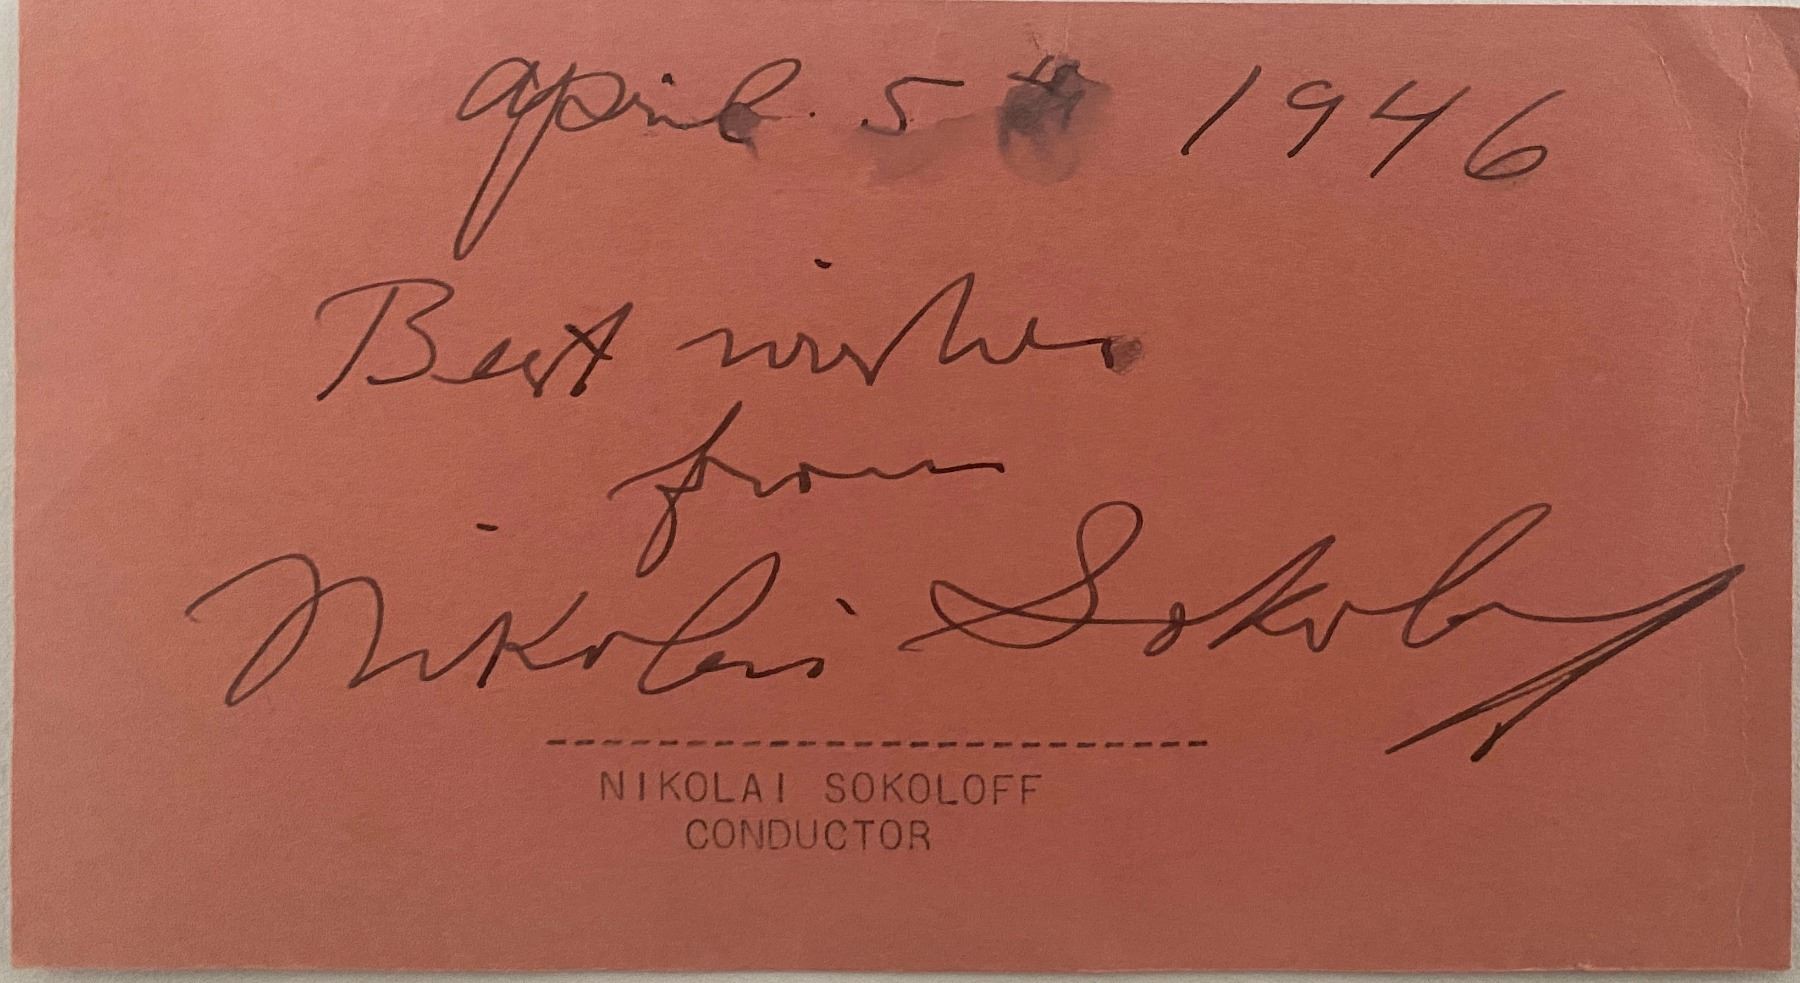 April 5th 1946
Best wishes
from
Nikolai Sokoloff
NIKOLAI SOKOLOFF
CONDUCTOR